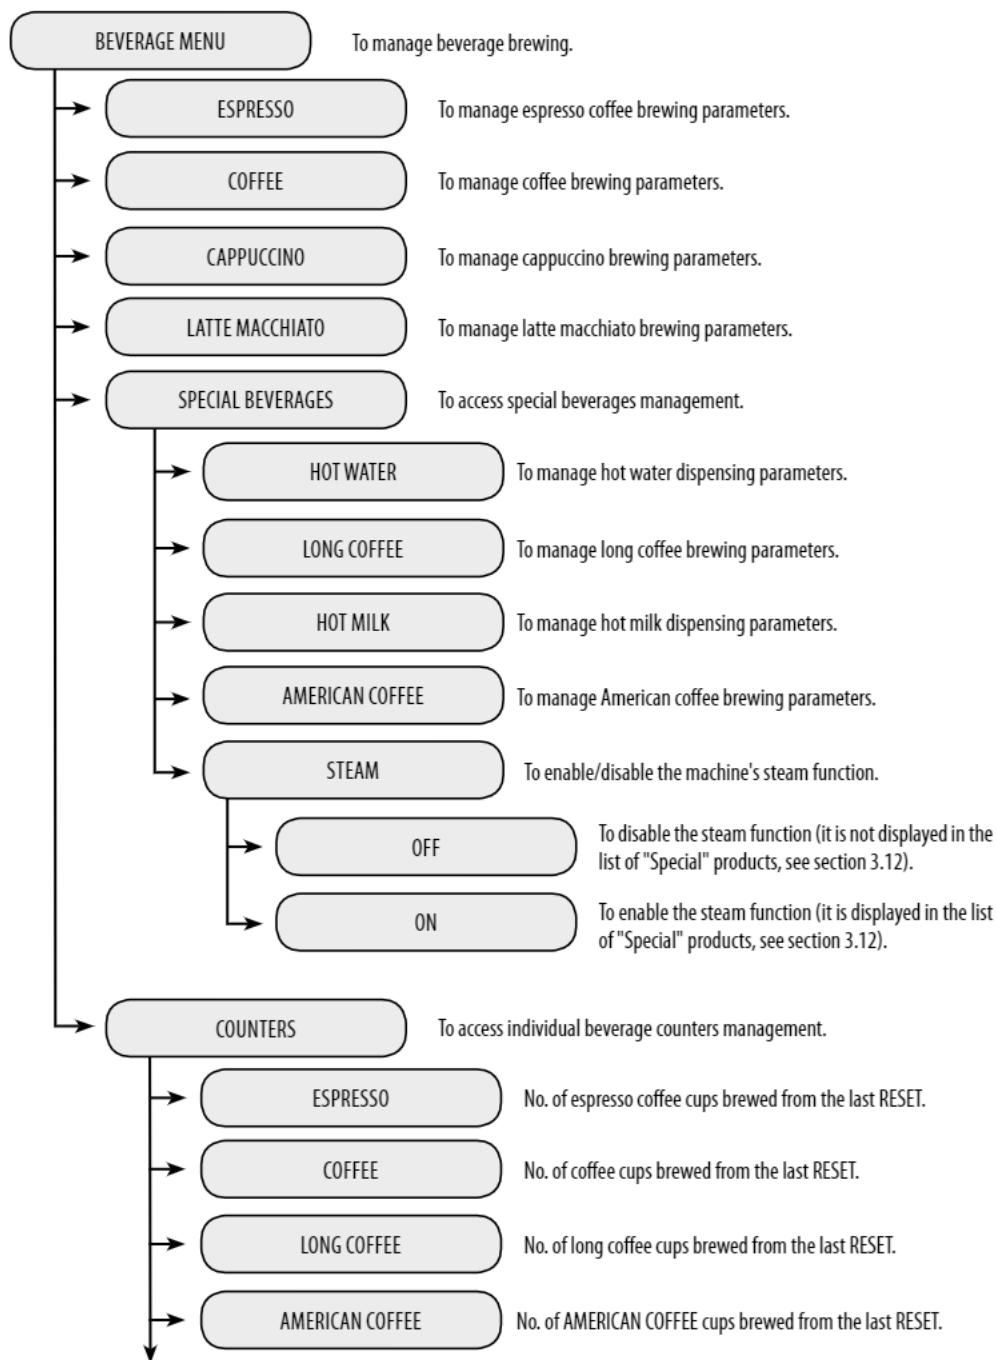 BEVERAGE MENU
To manage beverage brewing.
ESPRESSO
To manage espresso coffee brewing parameters.
COFFEE
To manage coffee brewing parameters.
CAPPUCCINO
To manage cappuccino brewing parameters.
LATTE MACCHIATO
To manage latte macchiato brewing parameters.
SPECIAL BEVERAGES
To access special beverages management.
HOT WATER
To manage hot water dispensing parameters.
LONG COFFEE
To manage long coffee brewing parameters.
HOT MILK
To manage hot milk dispensing parameters.
AMERICAN COFFEE
To manage American coffee brewing parameters.
STEAM
To enable/disable the machine's steam function.
OFF
To disable the steam function (it is not displayed in the
list of "Special" products, see section 3.12).
ON
To enable the steam function (it is displayed in the list
of "Special" products, see section 3.12).
COUNTERS
To access individual beverage counters management.
ESPRESSO
No. of espresso coffee cups brewed from the last RESET.
COFFEE
No. of coffee cups brewed from the last RESET.
LONG COFFEE
No. of long coffee cups brewed from the last RESET.
AMERICAN COFFEE
No. of AMERICAN COFFEE cups brewed from the last RESET.